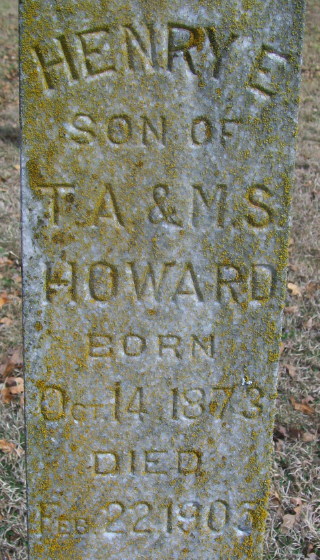 HENRY E
SON OF
T. A. & M. S.
HOWARD
BORN
Oct 14, 1873
DIED
FEB. 22 1903